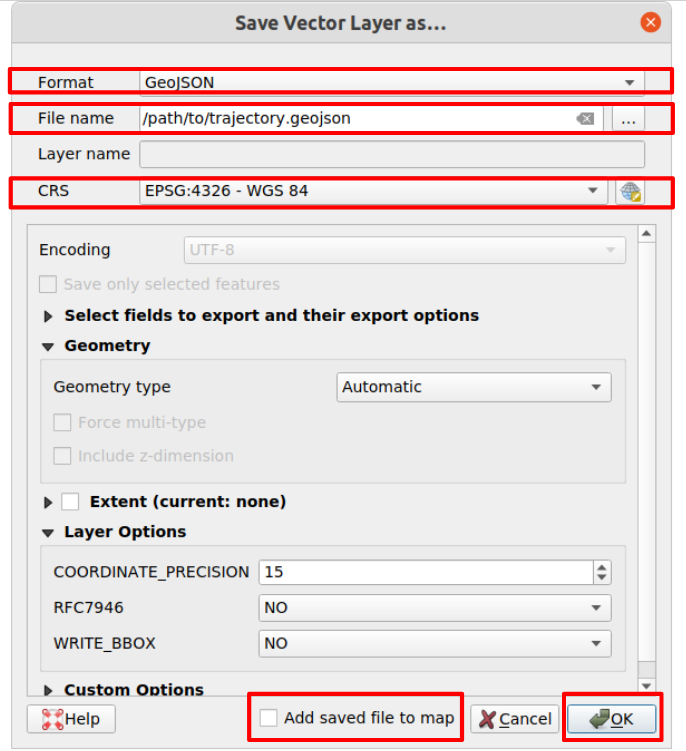 Save Vector Layer as...
Format GeoJSON
File name /path/to/trajectory.geojson ...
Layer name
CRS EPSG:4326 - WGS 84
Encoding UTF-8
Save only selected features
Select fields to export and their export options
Geometry
Geometry type Automatic
Force multi-type
Include z-dimension
Extent (current: none)
Layer Options
COORDINATE_PRECISION 15
RFC7946 NO
WRITE_BBOX NO
Custom Options
Help Add saved file to map Cancel OK